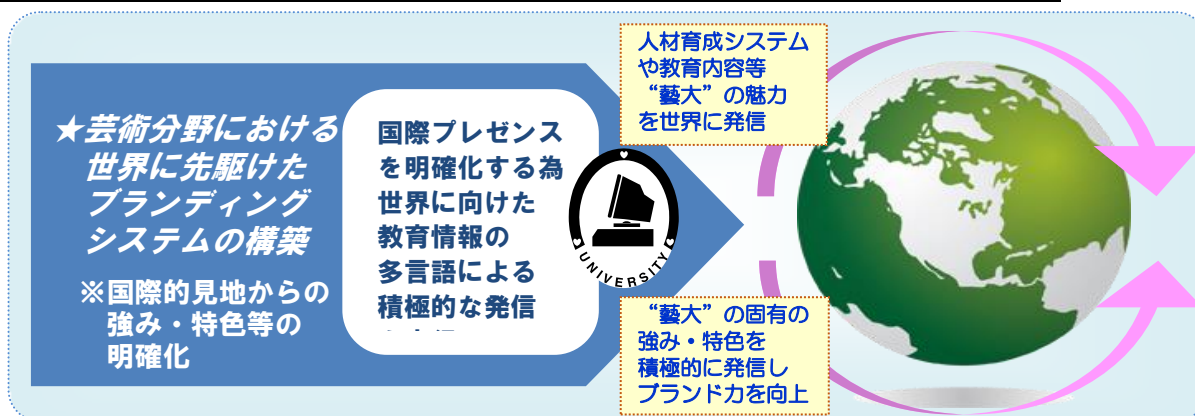 ★芸術分野における
世界に先駆けた
ブランディング
システムの構築
※国際的見地からの
強み・特色等の
明確化
国際プレゼンス
を明確化する為
世界に向けた
教育情報の
多言語による
積極的な発信
UNIVERSITY
人材育成システム
や教育内容等
“藝大”の魅力
を世界に発信
“藝大”の固有の
強み・特色を
積極的に発信し
ブランド力を向上